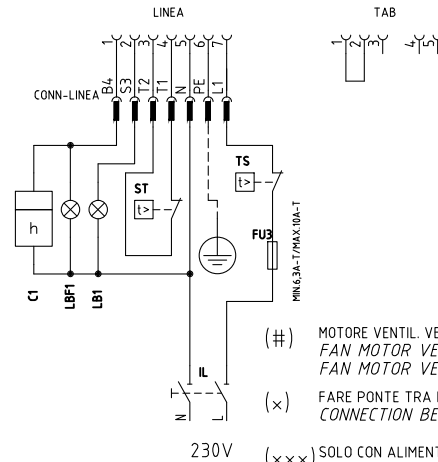 LINEA
TAB
1 2 3 4 5 6 7
1 2 3 4 5
CONN-LINEA
B4 S3 T2 T1 N PE L1
ST
TS
t>
t>
h
FU3
MIN.6,3A-T/MAX.10A-T
C1 LBF1 LB1
IL
N L
230V
(#) MOTORE VENTIL. VE
FAN MOTOR VE
FAN MOTOR VE
(x) FARE PONTE TRA
CONNECTION BE
(xxx) SOLO CON ALIMENT